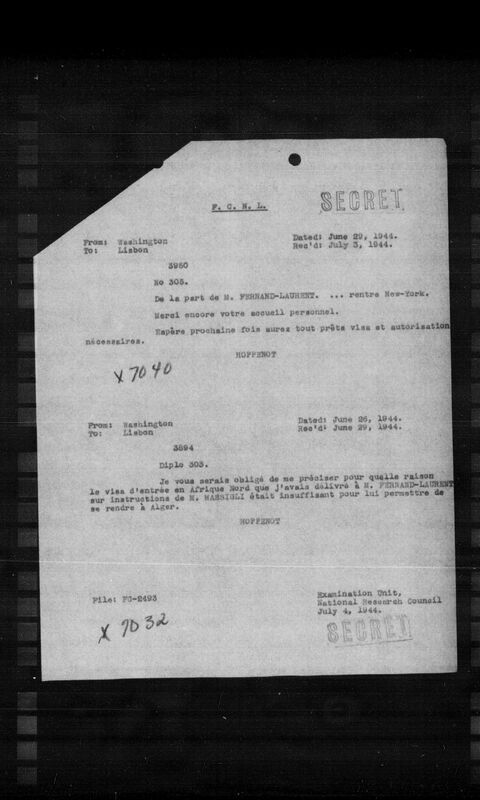 F. C. N. L.
SECRET
From: Washington
To: Lisbon
Dated: June 29, 1944.
Rec'd: July 3, 1944.
3950
No 305.
De la part de M. FERNAND-LAURENT. ... rentre New-York.
Merci encore votre accueil personnel.
Espère prochaine fois aurez tout prêts visa et autorisation
nécessaires.
HOPPENOT
X 7040
From: Washington
To: Lisbon
Dated: June 26, 1944.
Rec'd: June 29, 1944.
3894
Diplo 303.
Je vous serais obligé de me préciser pour quelle raison
le visa d'entrée en Afrique Nord que j'avais délivré à M. FERNAND-LAURENT
sur instructions de M. MASSIGLI était insuffisant pour lui permettre de
se rendre à Alger.
HOPPENOT
File: FC-2493
X 7032
Examination Unit,
National Research Council
July 4, 1944.
SECRET